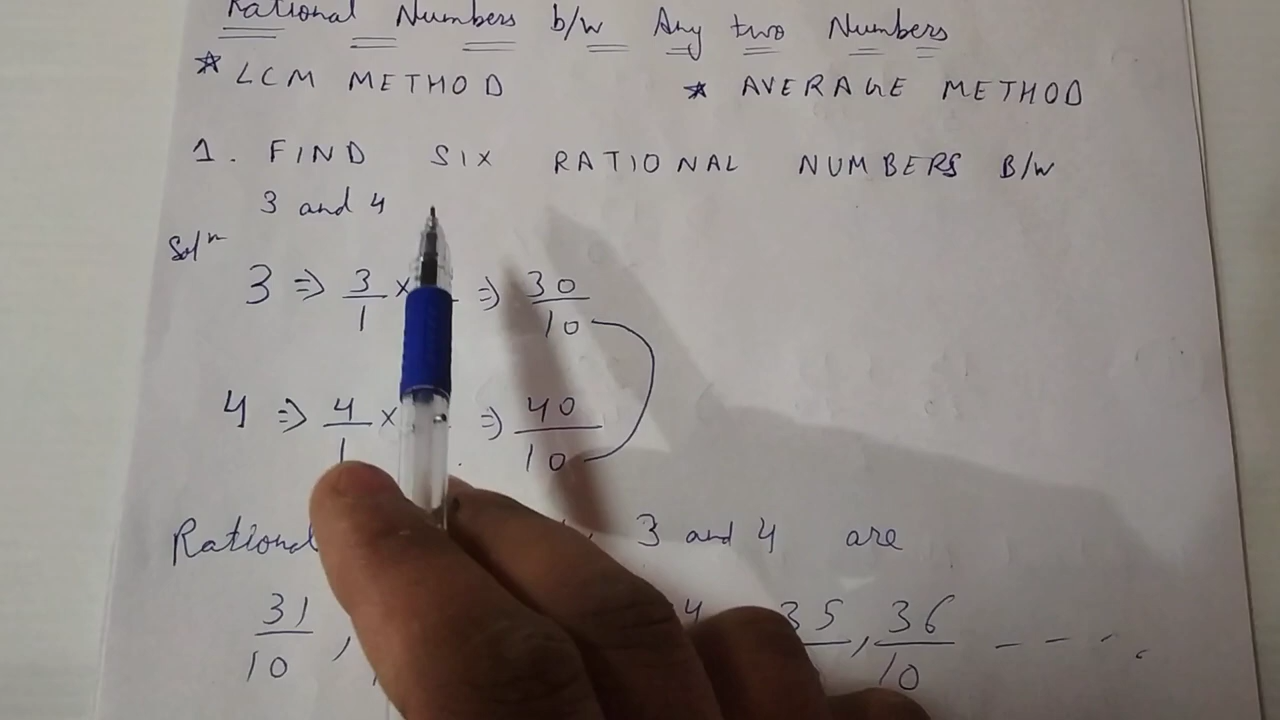 Rational Numbers b/w Any two Numbers
* LCM METHOD * AVERAGE METHOD
1. FIND SIX RATIONAL NUMBERS B/W
3 and 4
Solⁿ
3 ⇒ 3/1 × ⇒ 30/10
4 ⇒ 4/1 × ⇒ 40/10
Rational 3 and 4 are
31/10 , 35 , 36/10 - - - .